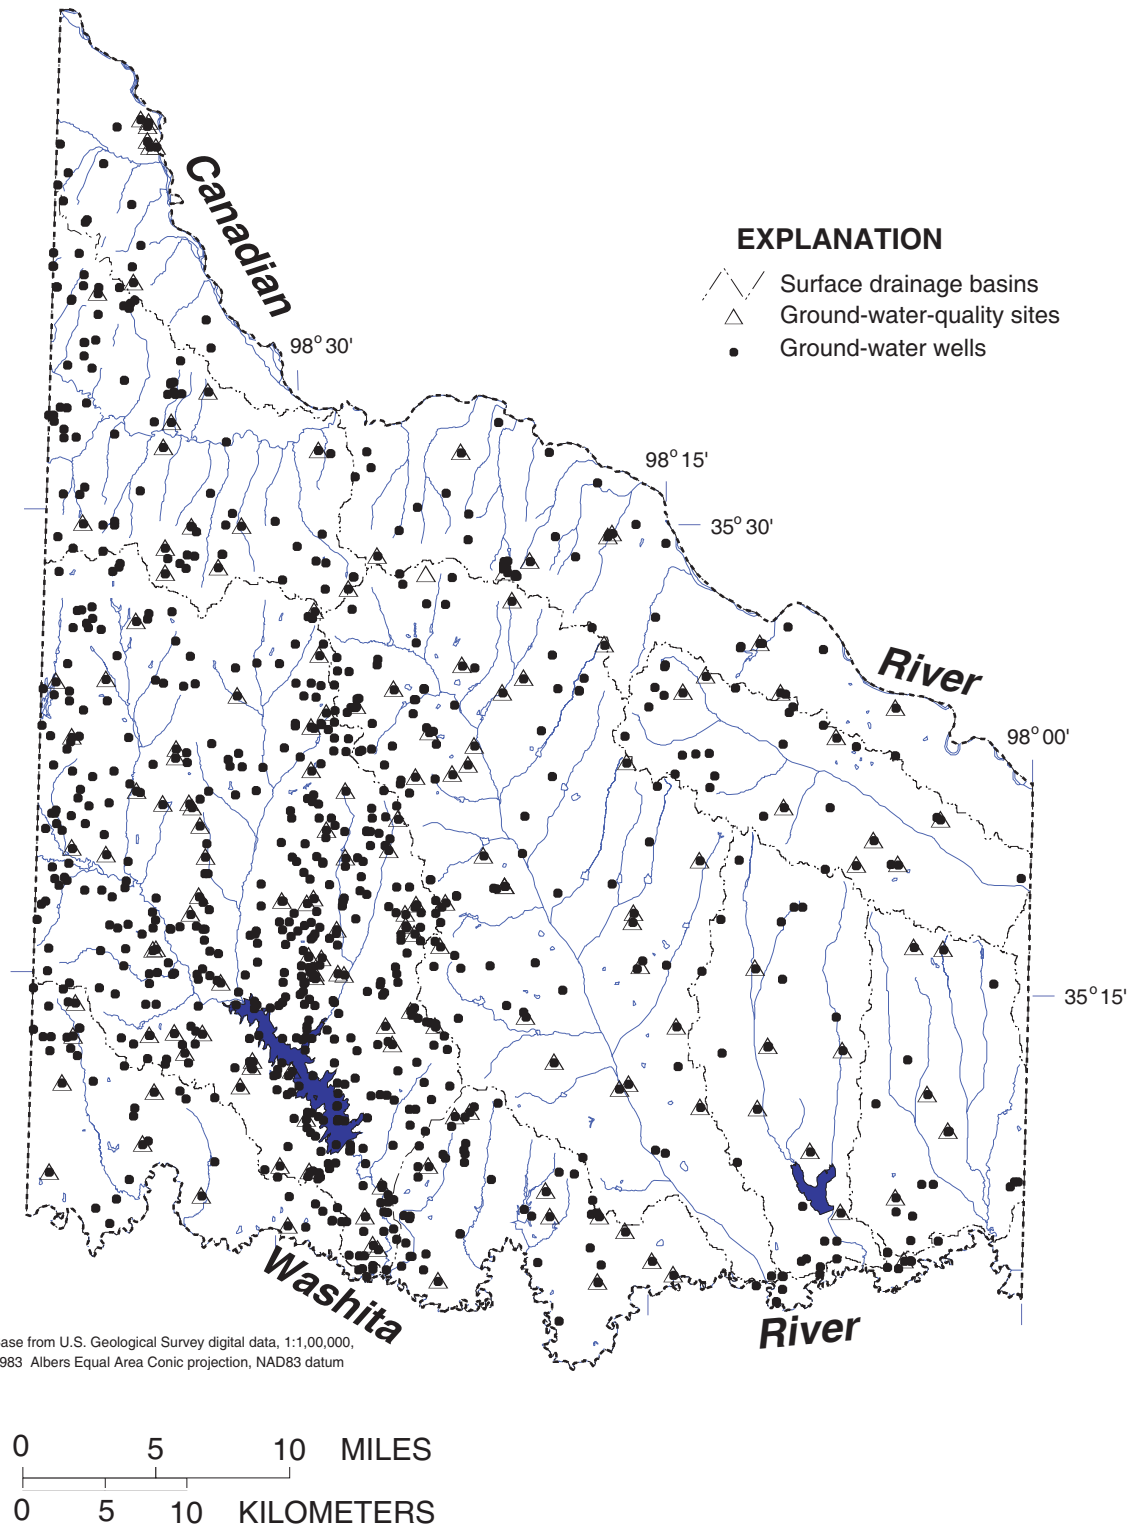 Canadian
EXPLANATION
Surface drainage basins
Ground-water-quality sites
Ground-water wells
98° 30'
98° 15'
35° 30'
River
98° 00'
35° 15'
Washita
River
ase from U.S. Geological Survey digital data, 1:1,00,000,
983 Albers Equal Area Conic projection, NAD83 datum
0 5 10 MILES
0 5 10 KILOMETERS